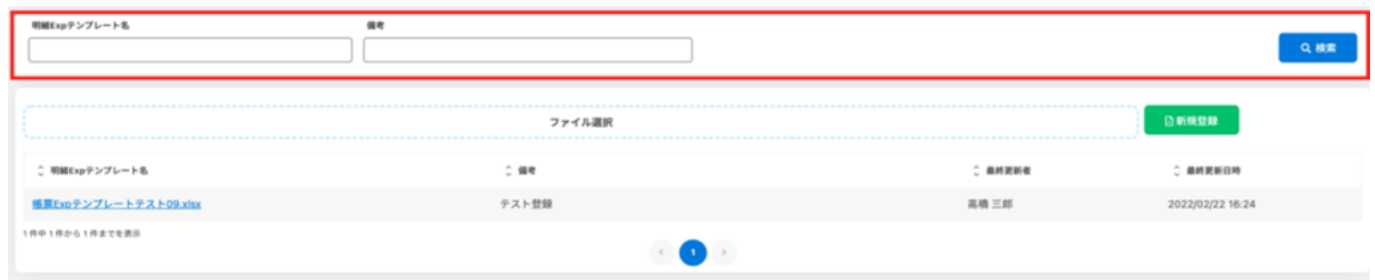 明細Expテンプレート名 備考
検索
ファイル選択 新規登録
明細Expテンプレート名 備考 最終更新者 最終更新日時
帳票Expテンプレートテスト09.xlsx テスト登録 高橋 三郎 2022/02/22 16:24
1件中1件から1件までを表示
1